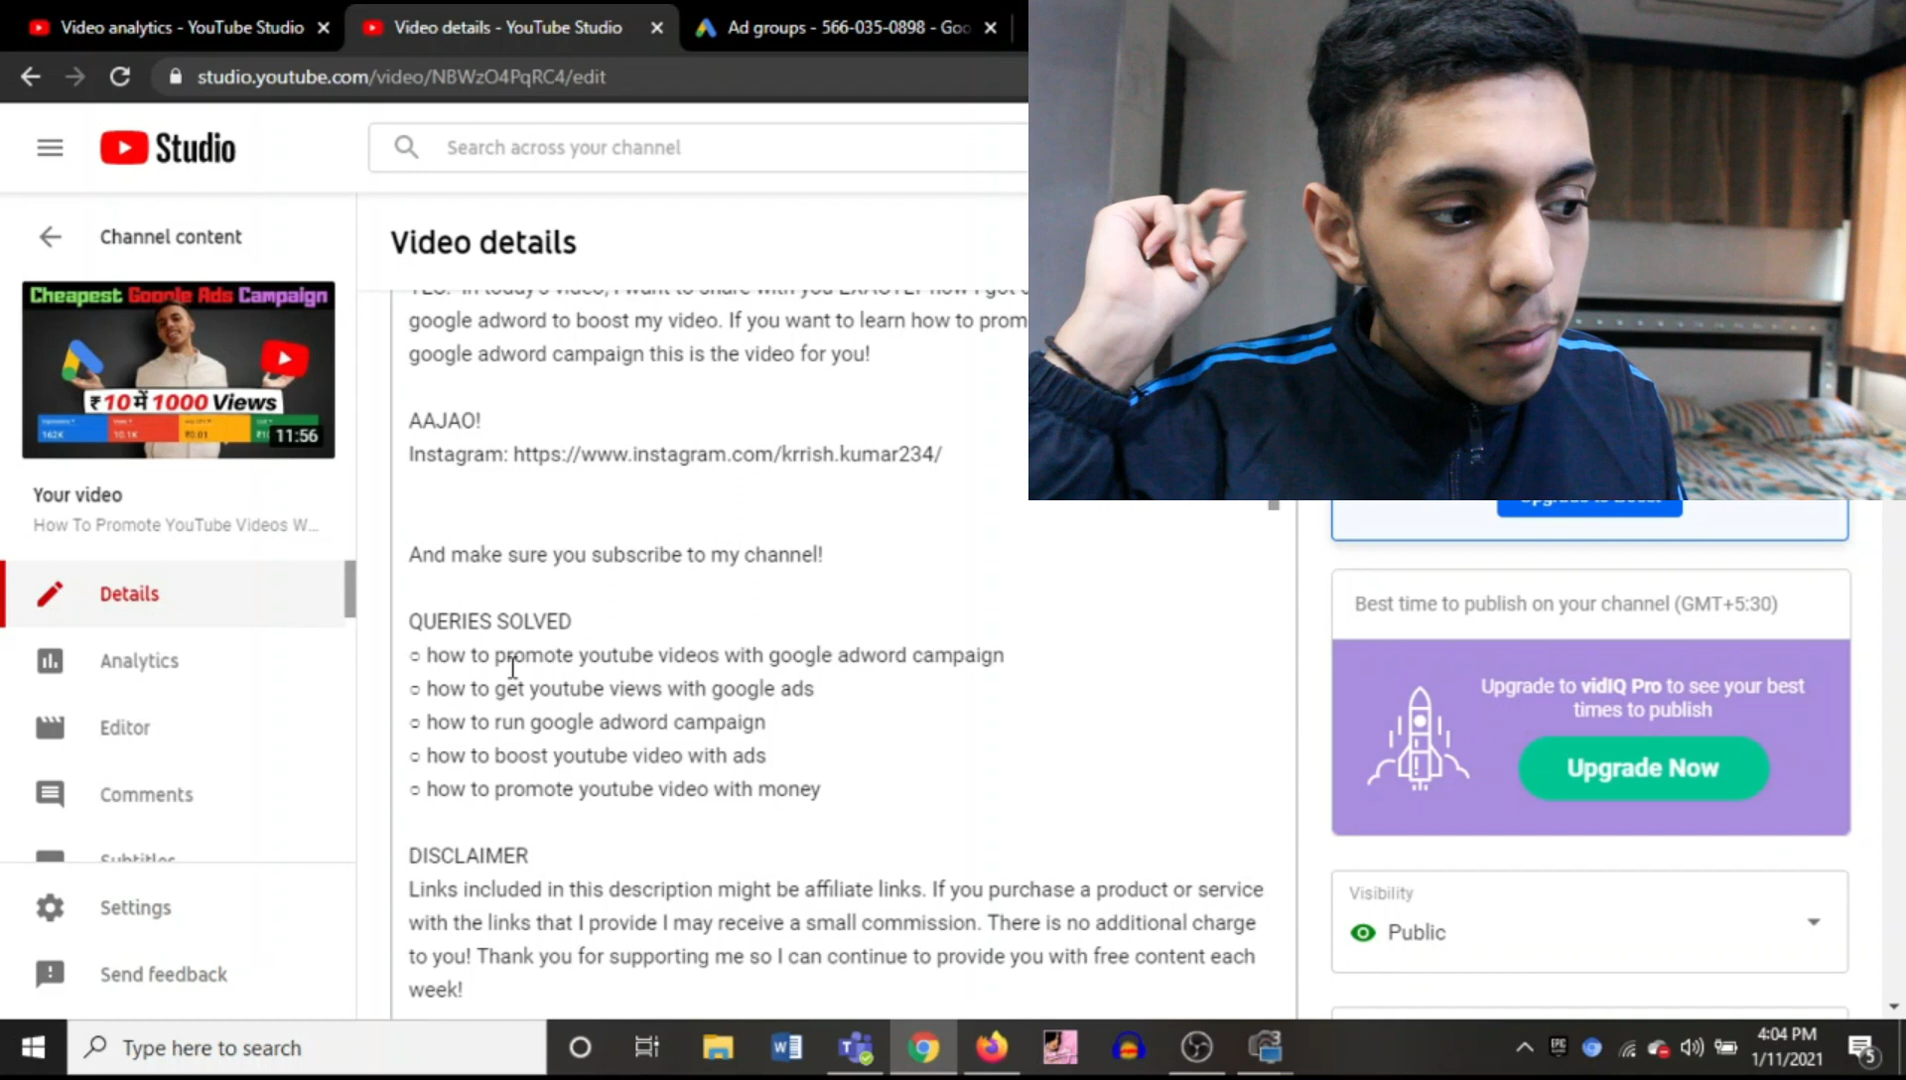 Video analytics - YouTube Studio
Video details - YouTube Studio
Ad groups - 566-035-0898 - Goo
studio.youtube.com/video/NBWzO4PqRC4/edit
Studio
Search across your channel
Channel content
Cheapest Google Ads Campaign
₹10 में 1000 Views
162K
10.1K
₹0.01
11:56
Your video
How To Promote YouTube Videos W...
Details
Analytics
Editor
Comments
Subtitles
Settings
Send feedback
Video details
google adword to boost my video. If you want to learn how to prom
google adword campaign this is the video for you!
AAJAO!
Instagram: https://www.instagram.com/krrish.kumar234/
And make sure you subscribe to my channel!
QUERIES SOLVED
○ how to promote youtube videos with google adword campaign
○ how to get youtube views with google ads
○ how to run google adword campaign
○ how to boost youtube video with ads
○ how to promote youtube video with money
DISCLAIMER
Links included in this description might be affiliate links. If you purchase a product or service
with the links that I provide I may receive a small commission. There is no additional charge
to you! Thank you for supporting me so I can continue to provide you with free content each
week!
Best time to publish on your channel (GMT+5:30)
Upgrade to vidIQ Pro to see your best
times to publish
Upgrade Now
Visibility
Public
Type here to search
EPIC
4:04 PM
1/11/2021
5